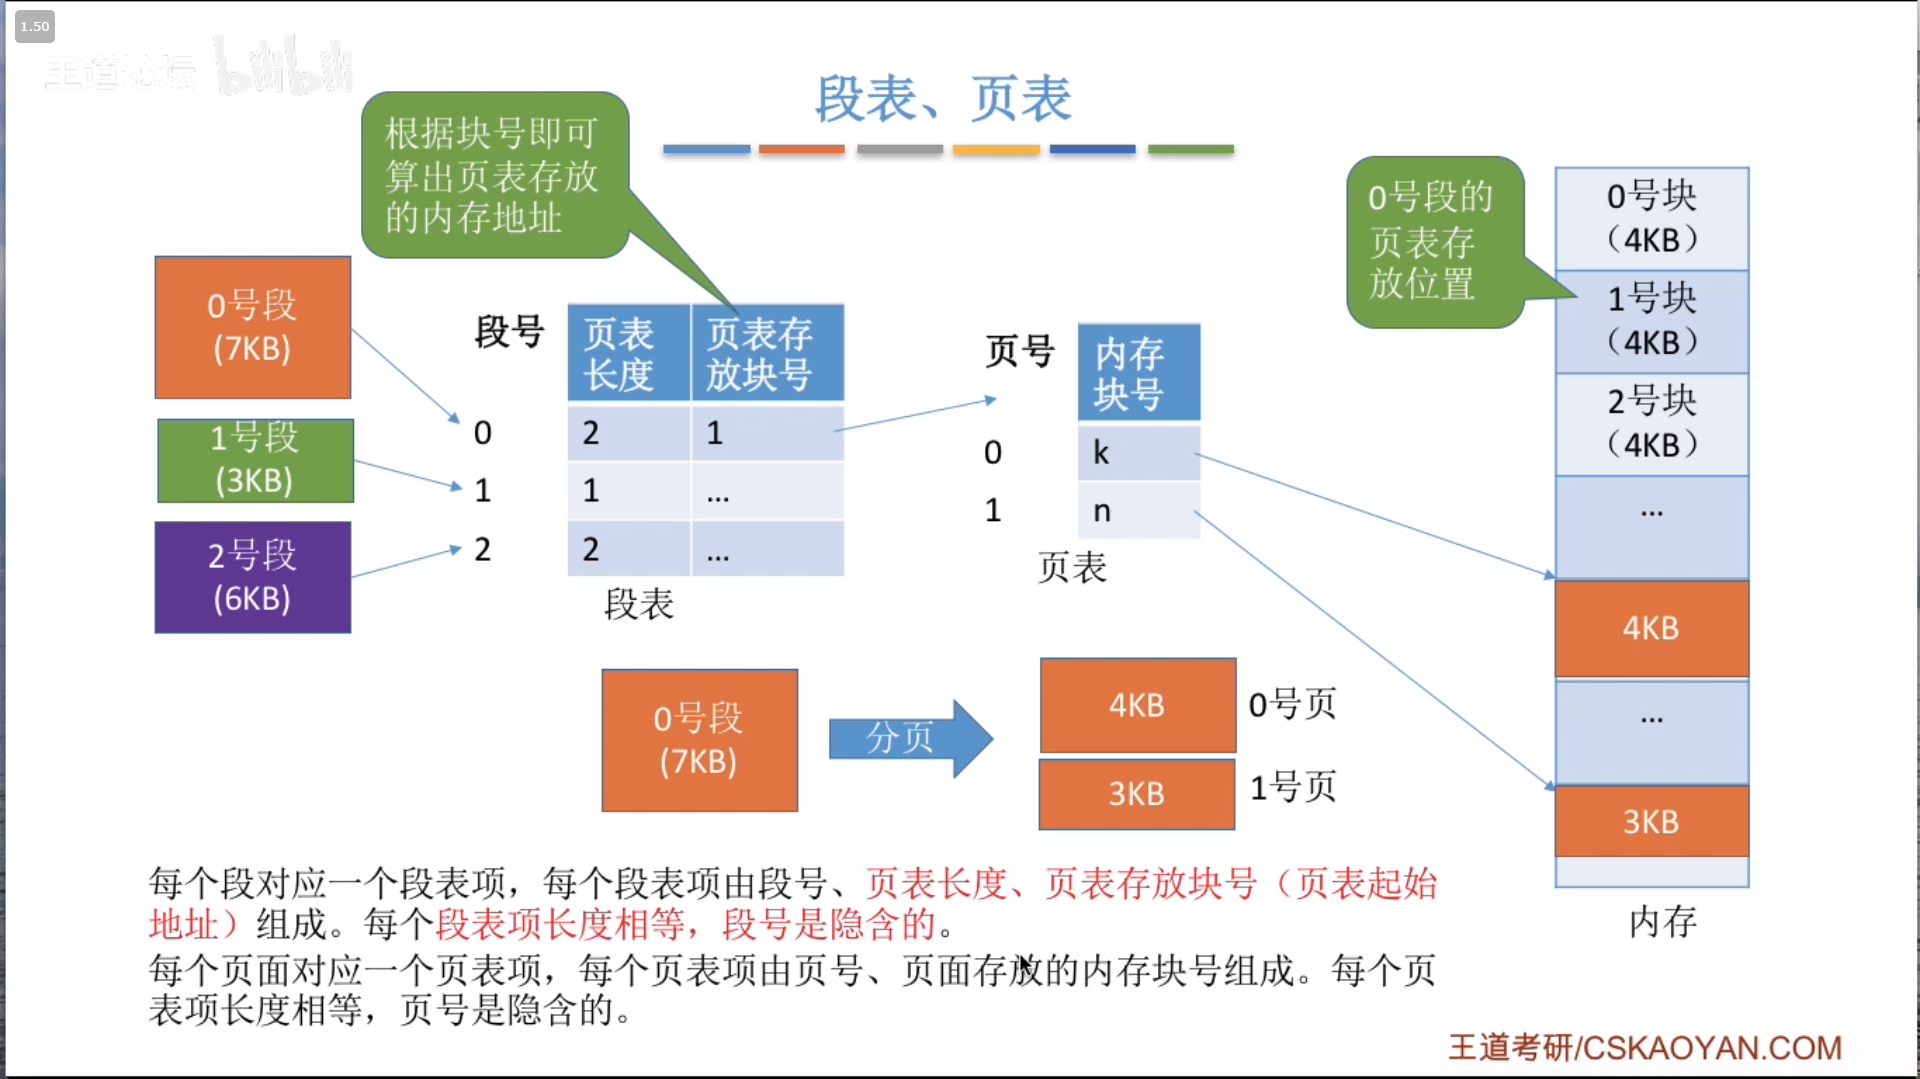 1.50
王道论坛 bilibili
段表、页表
根据块号即可
算出页表存放
的内存地址
0号段的
页表存
放位置
0号块
（4KB）
1号块
（4KB）
2号块
（4KB）
...
4KB
...
3KB
内存
0号段
(7KB)
1号段
(3KB)
2号段
(6KB)
段号
页表
长度
页表存
放块号
0 2 1
1 1 ...
2 2 ...
段表
页号
内存
块号
0 k
1 n
页表
0号段
(7KB)
分页
4KB 0号页
3KB 1号页
每个段对应一个段表项，每个段表项由段号、页表长度、页表存放块号（页表起始
地址）组成。每个段表项长度相等，段号是隐含的。
每个页面对应一个页表项，每个页表项由页号、页面存放的内存块号组成。每个页
表项长度相等，页号是隐含的。
王道考研/CSKAOYAN.COM